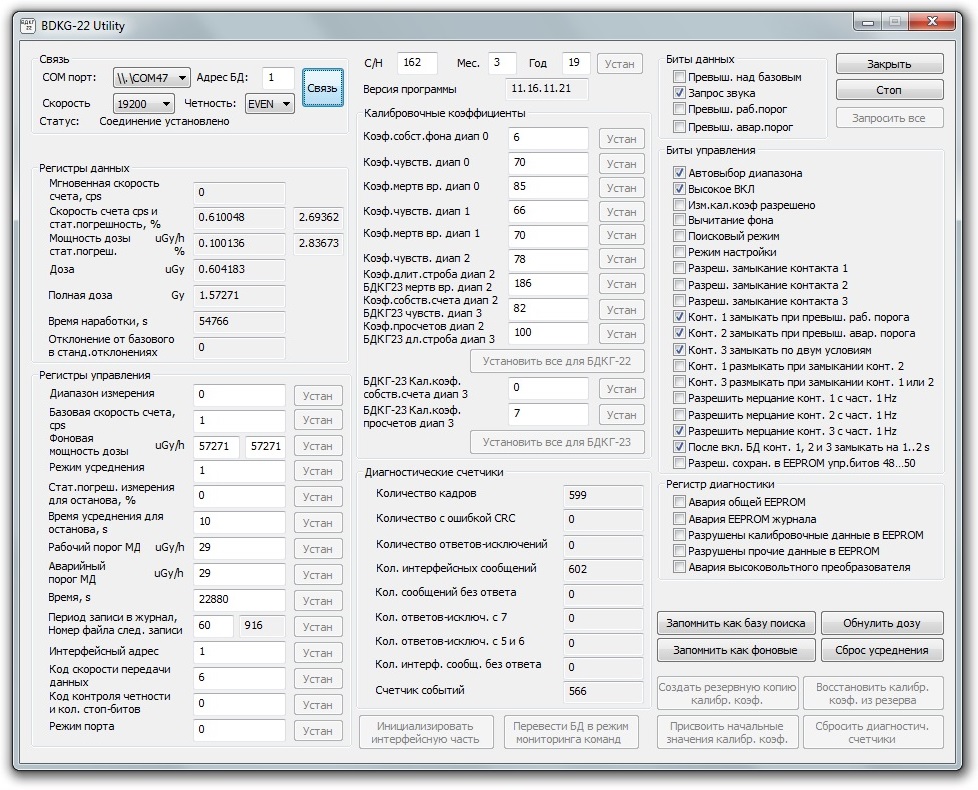 БДКГ 22 BDKG-22 Utility
Связь
COM порт: \\.\COM47 Адрес БД: 1 Связь
Скорость 19200 Четность: EVEN
Статус: Соединение установлено
Регистры данных
Мгновенная скорость
счета, cps 0
Скорость счета cps и
стат.погрешность, % 0.610048 2.69362
Мощность дозы uGy/h
стат.погреш. % 0.100136 2.83673
Доза uGy 0.604183
Полная доза Gy 1.57271
Время наработки, s 54766
Отклонение от базового
в станд.отклонениях 0
Регистры управления
Диапазон измерения 0 Устан
Базовая скорость счета,
cps 1 Устан
Фоновая
мощность дозы uGy/h 57271 57271 Устан
Режим усреднения 1 Устан
Стат.погреш. измерения
для останова, % 0 Устан
Время усреднения для
останова, s 10 Устан
Рабочий порог МД uGy/h 29 Устан
Аварийный
порог МД uGy/h 29 Устан
Время, s 22880 Устан
Период записи в журнал,
Номер файла след. записи 60 916 Устан
Интерфейсный адрес 1 Устан
Код скорости передачи
данных 6 Устан
Код контроля четности
и кол. стоп-битов 0 Устан
Режим порта 0 Устан
С/Н 162 Мес. 3 Год 19 Устан
Версия программы 11.16.11.21
Калибровочные коэффициенты
Коэф.собст.фона диап 0 6 Устан
Коэф.чувств. диап 0 70 Устан
Коэф.мертв вр. диап 0 85 Устан
Коэф.чувств. диап 1 66 Устан
Коэф.мертв вр. диап 1 70 Устан
Коэф.чувств. диап 2 78 Устан
Коэф.длит.строба диап 2
БДКГ23 мертв вр. диап 2 186 Устан
Коэф.собств.счета диап 2
БДКГ23 чувств. диап 3 82 Устан
Коэф.просчетов диап 2
БДКГ23 дл.строба диап 3 100 Устан
Установить все для БДКГ-22
БДКГ-23 Кал.коэф.
собств.счета диап 3 0 Устан
БДКГ-23 Кал.коэф.
просчетов диап 3 7 Устан
Установить все для БДКГ-23
Диагностические счетчики
Количество кадров 599
Количество с ошибкой CRC 0
Количество ответов-исключений 0
Кол. интерфейсных сообщений 602
Кол. сообщений без ответа 0
Кол. ответов-исключ. с 7 0
Кол. ответов-исключ. с 5 и 6 0
Кол. интерф. сообщ. без ответа 0
Счетчик событий 566
Инициализировать
интерфейсную часть
Перевести БД в режим
мониторинга команд
Биты данных
Превыш. над базовым
Запрос звука
Превыш. раб.порог
Превыш. авар.порог
Закрыть
Стоп
Запросить все
Биты управления
Автовыбор диапазона
Высокое ВКЛ
Изм.кал.коэф разрешено
Вычитание фона
Поисковый режим
Режим настройки
Разреш. замыкание контакта 1
Разреш. замыкание контакта 2
Разреш. замыкание контакта 3
Конт. 1 замыкать при превыш. раб. порога
Конт. 2 замыкать при превыш. авар. порога
Конт. 3 замыкать по двум условиям
Конт. 1 размыкать при замыкании конт. 2
Конт. 3 размыкать при замыкании конт. 1 или 2
Разрешить мерцание конт. 1 с част. 1 Hz
Разрешить мерцание конт. 2 с част. 1 Hz
Разрешить мерцание конт. 3 с част. 1 Hz
После вкл. БД конт. 1, 2 и 3 замыкать на 1..2 s
Разреш. сохран. в EEPROM упр.битов 48...50
Регистр диагностики
Авария общей EEPROM
Авария EEPROM журнала
Разрушены калибровочные данные в EEPROM
Разрушены прочие данные в EEPROM
Авария высоковольтного преобразователя
Запомнить как базу поиска Обнулить дозу
Запомнить как фоновые Сброс усреднения
Создать резервную копию
калибр. коэф.
Восстановить калибр.
коэф. из резерва
Присвоить начальные
значения калибр. коэф.
Сбросить диагностич.
счетчики